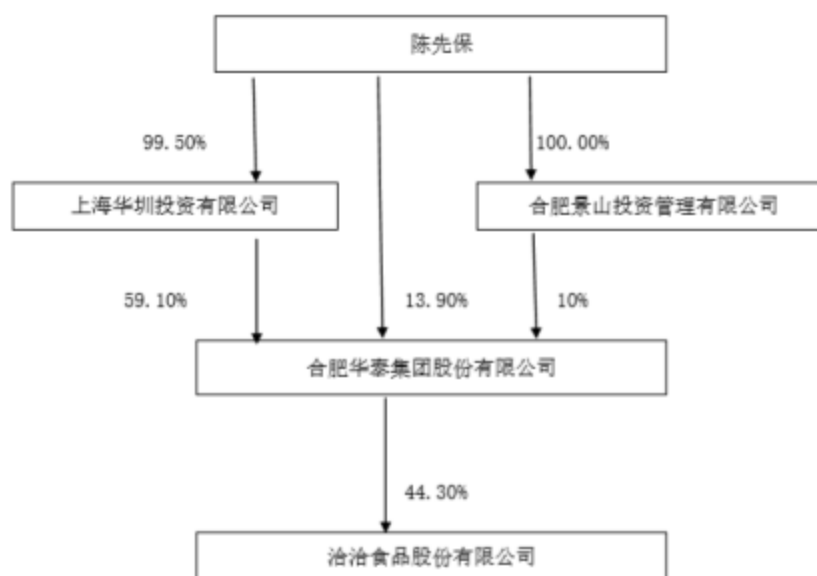 陈先保
99.50%
100.00%
上海华圳投资有限公司
合肥景山投资管理有限公司
59.10%
13.90%
10%
合肥华泰集团股份有限公司
44.30%
洽洽食品股份有限公司